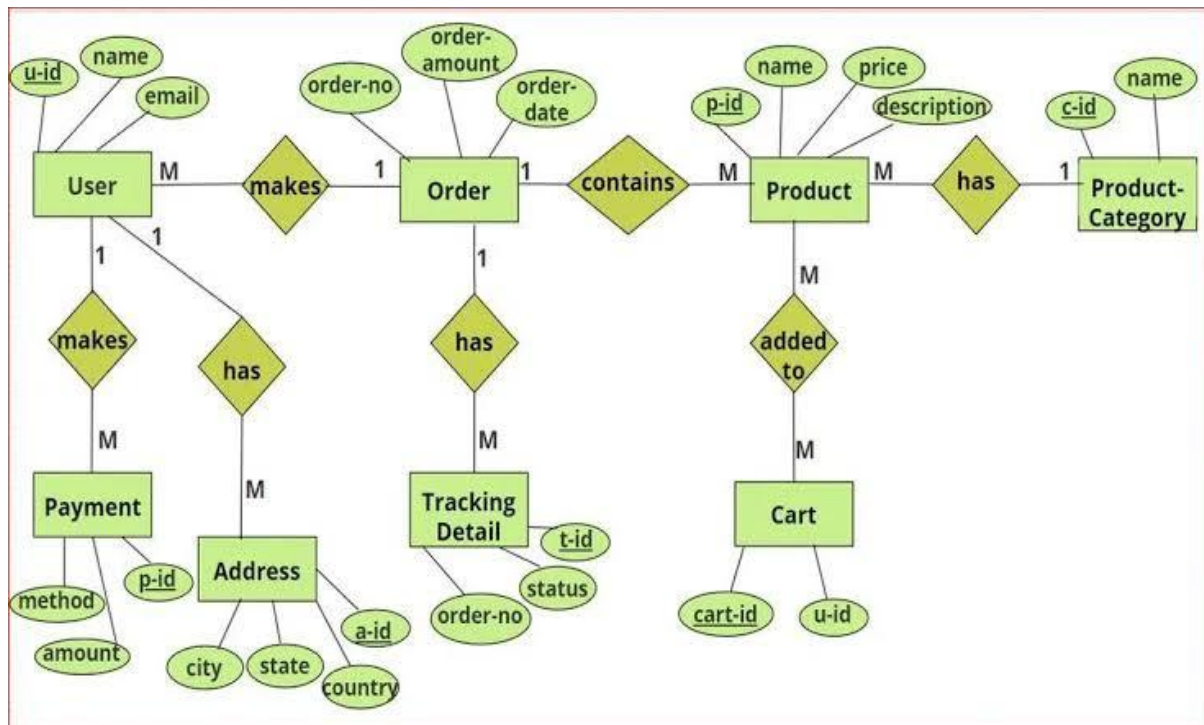 u-id
name
email
order-no
order-
amount
order-
date
p-id
name
price
description
c-id
name
User
M
makes
1
Order
1
contains
M
Product
M
has
1
Product-
Category
1
makes
M
1
has
M
1
has
M
M
added
to
M
Payment
method
amount
p-id
Address
city
state
country
a-id
Tracking
Detail
order-no
status
t-id
Cart
cart-id
u-id